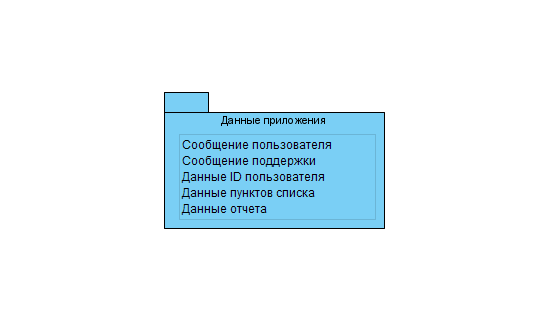 Данные приложения
Сообщение пользователя
Сообщение поддержки
Данные ID пользователя
Данные пунктов списка
Данные отчета